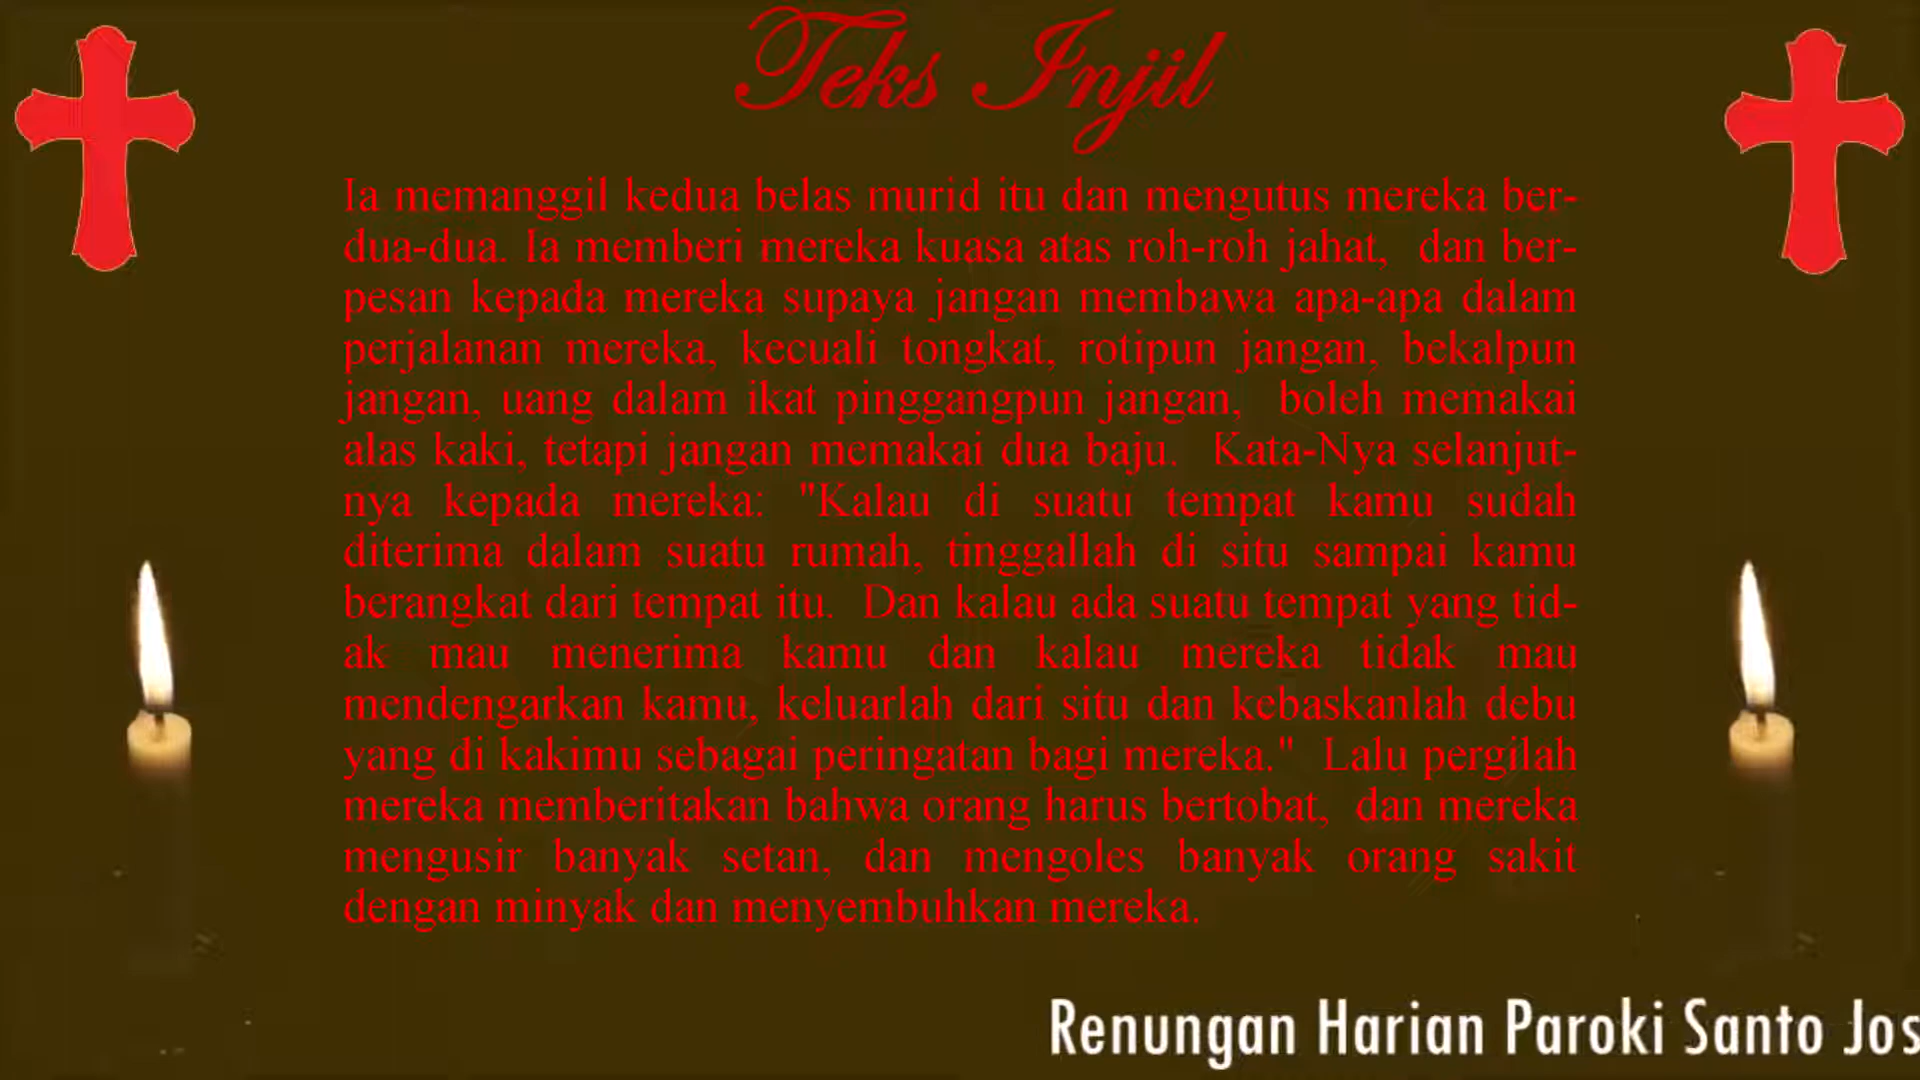 Teks Injil
Ia memanggil kedua belas murid itu dan mengutus mereka ber-
dua-dua. Ia memberi mereka kuasa atas roh-roh jahat, dan ber-
pesan kepada mereka supaya jangan membawa apa-apa dalam
perjalanan mereka, kecuali tongkat, rotipun jangan, bekalpun
jangan, uang dalam ikat pinggangpun jangan, boleh memakai
alas kaki, tetapi jangan memakai dua baju. Kata-Nya selanjut-
nya kepada mereka: "Kalau di suatu tempat kamu sudah
diterima dalam suatu rumah, tinggallah di situ sampai kamu
berangkat dari tempat itu. Dan kalau ada suatu tempat yang tid-
ak mau menerima kamu dan kalau mereka tidak mau
mendengarkan kamu, keluarlah dari situ dan kebaskanlah debu
yang di kakimu sebagai peringatan bagi mereka." Lalu pergilah
mereka memberitakan bahwa orang harus bertobat, dan mereka
mengusir banyak setan, dan mengoles banyak orang sakit
dengan minyak dan menyembuhkan mereka.
Renungan Harian Paroki Santo Jos